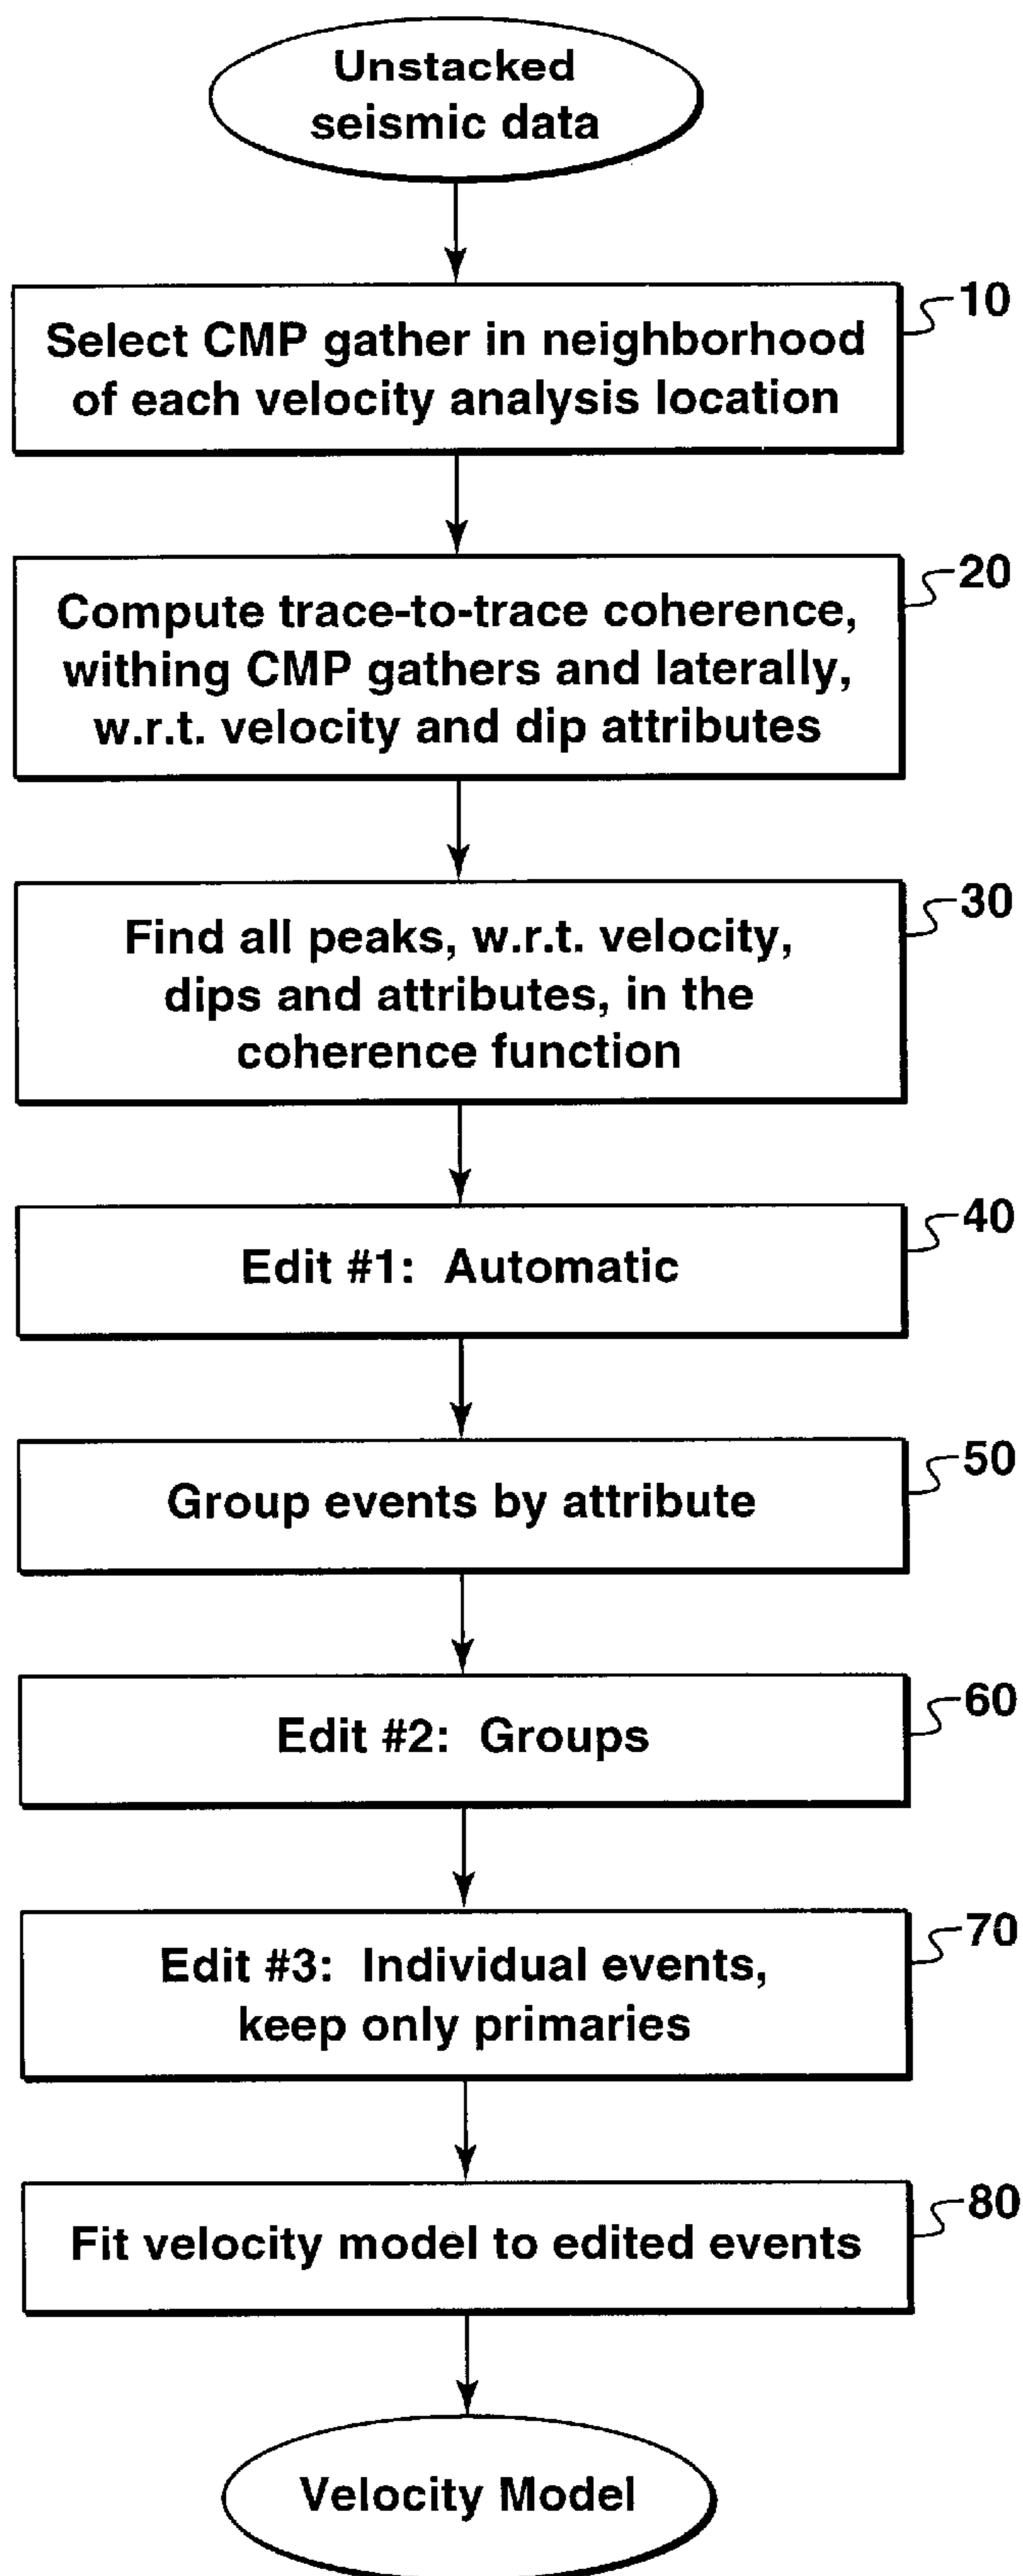 Unstacked
seismic data
10
Select CMP gather in neighborhood
of each velocity analysis location
20
Compute trace-to-trace coherence,
withing CMP gathers and laterally,
w.r.t. velocity and dip attributes
30
Find all peaks, w.r.t. velocity,
dips and attributes, in the
coherence function
40
Edit #1: Automatic
50
Group events by attribute
60
Edit #2: Groups
70
Edit #3: Individual events,
keep only primaries
80
Fit velocity model to edited events
Velocity Model